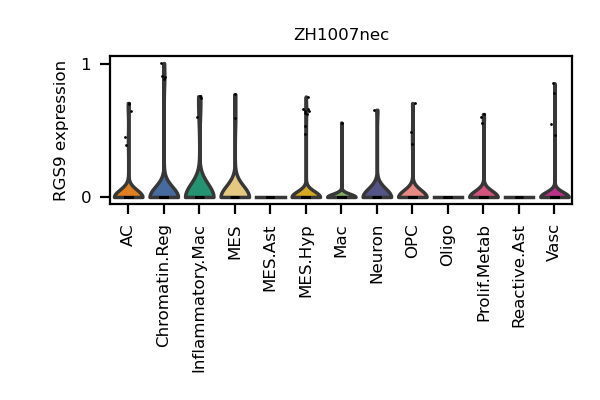 ZH1007nec
RGS9 expression
1
0
AC
Chromatin.Reg
Inflammatory.Mac
MES
MES.Ast
MES.Hyp
Mac
Neuron
OPC
Oligo
Prolif.Metab
Reactive.Ast
Vasc